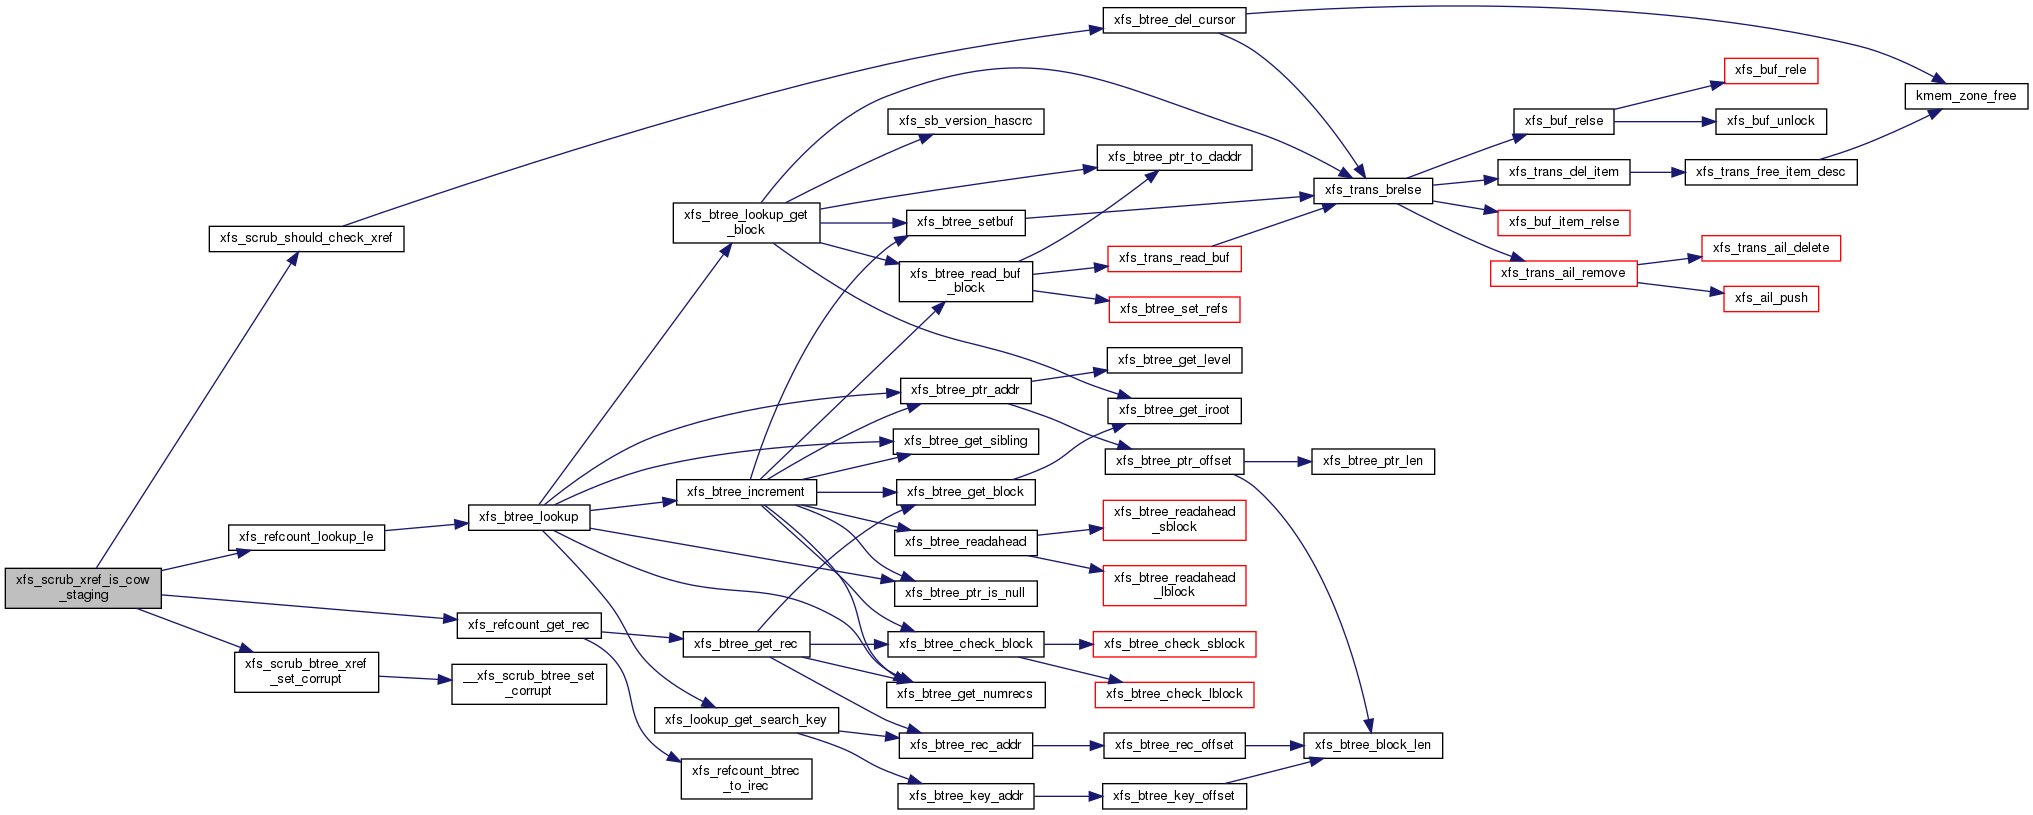 xfs_scrub_xref_is_cow
_staging
xfs_scrub_should_check_xref
xfs_refcount_lookup_le
xfs_scrub_btree_xref
_set_corrupt
xfs_btree_lookup
xfs_refcount_get_rec
__xfs_scrub_btree_set
_corrupt
xfs_btree_lookup_get
_block
xfs_btree_increment
xfs_btree_get_rec
xfs_lookup_get_search_key
xfs_refcount_btrec
_to_irec
xfs_sb_version_hascrc
xfs_btree_setbuf
xfs_btree_read_buf
_block
xfs_btree_ptr_addr
xfs_btree_get_sibling
xfs_btree_get_block
xfs_btree_readahead
xfs_btree_ptr_is_null
xfs_btree_check_block
xfs_btree_get_numrecs
xfs_btree_rec_addr
xfs_btree_key_addr
xfs_btree_del_cursor
xfs_btree_ptr_to_daddr
xfs_trans_read_buf
xfs_btree_set_refs
xfs_btree_get_level
xfs_btree_get_iroot
xfs_btree_ptr_offset
xfs_btree_readahead
_sblock
xfs_btree_readahead
_lblock
xfs_btree_check_sblock
xfs_btree_check_lblock
xfs_btree_rec_offset
xfs_btree_key_offset
xfs_trans_brelse
xfs_btree_ptr_len
xfs_btree_block_len
xfs_buf_relse
xfs_trans_del_item
xfs_buf_item_relse
xfs_trans_ail_remove
xfs_buf_rele
xfs_buf_unlock
xfs_trans_free_item_desc
xfs_trans_ail_delete
xfs_ail_push
kmem_zone_free